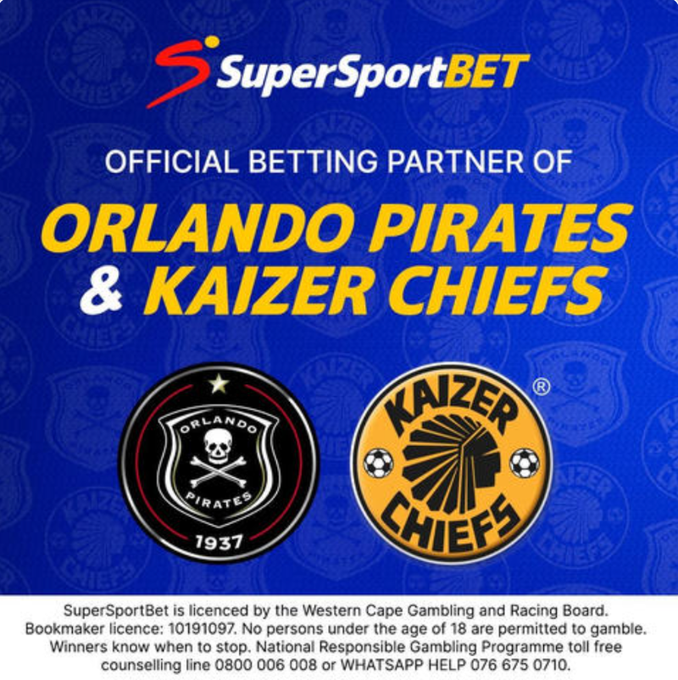 SuperSportBET
OFFICIAL BETTING PARTNER OF
ORLANDO PIRATES
& KAIZER CHIEFS
ORLANDO
PIRATES
1937
KAIZER
CHIEFS
®
SuperSportBet is licenced by the Western Cape Gambling and Racing Board.
Bookmaker licence: 10191097. No persons under the age of 18 are permitted to gamble.
Winners know when to stop. National Responsible Gambling Programme toll free
counselling line 0800 006 008 or WHATSAPP HELP 076 675 0710.